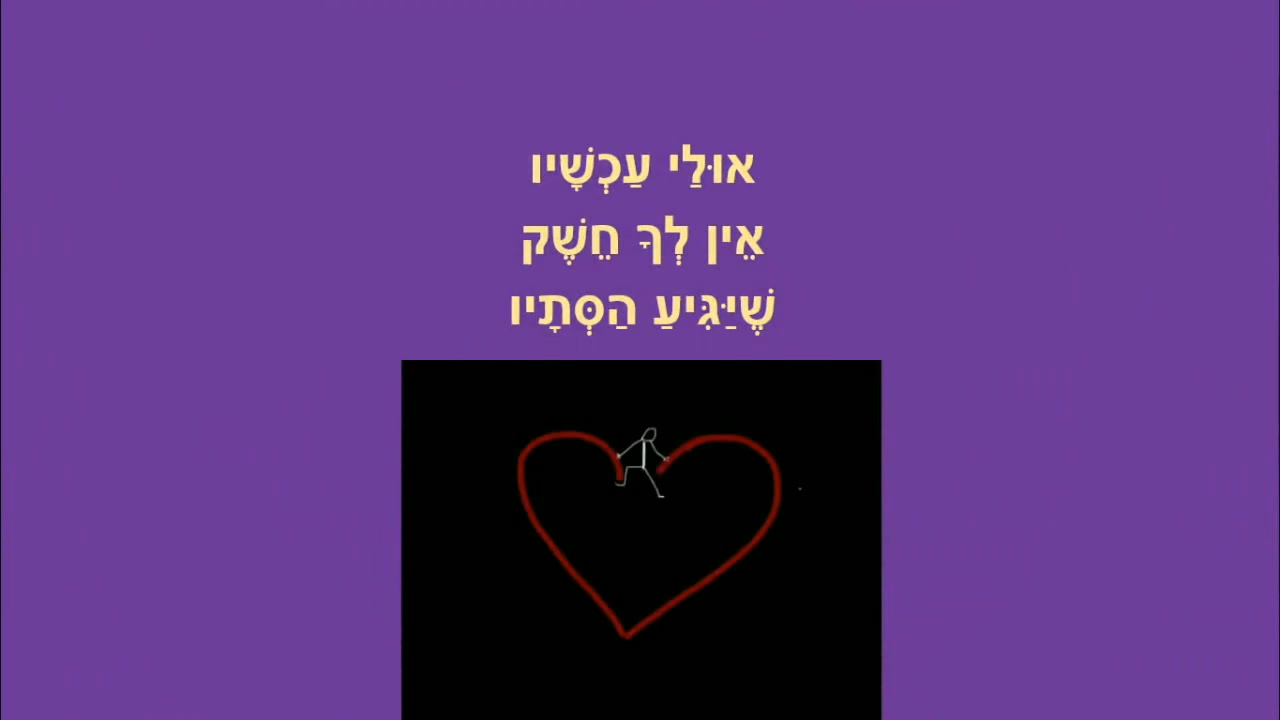 אוּלַי עַכְשָׁיו
אֵין לְךָ חֵשֶׁק
שֶׁיַּגִּיעַ הַסְּתָיו